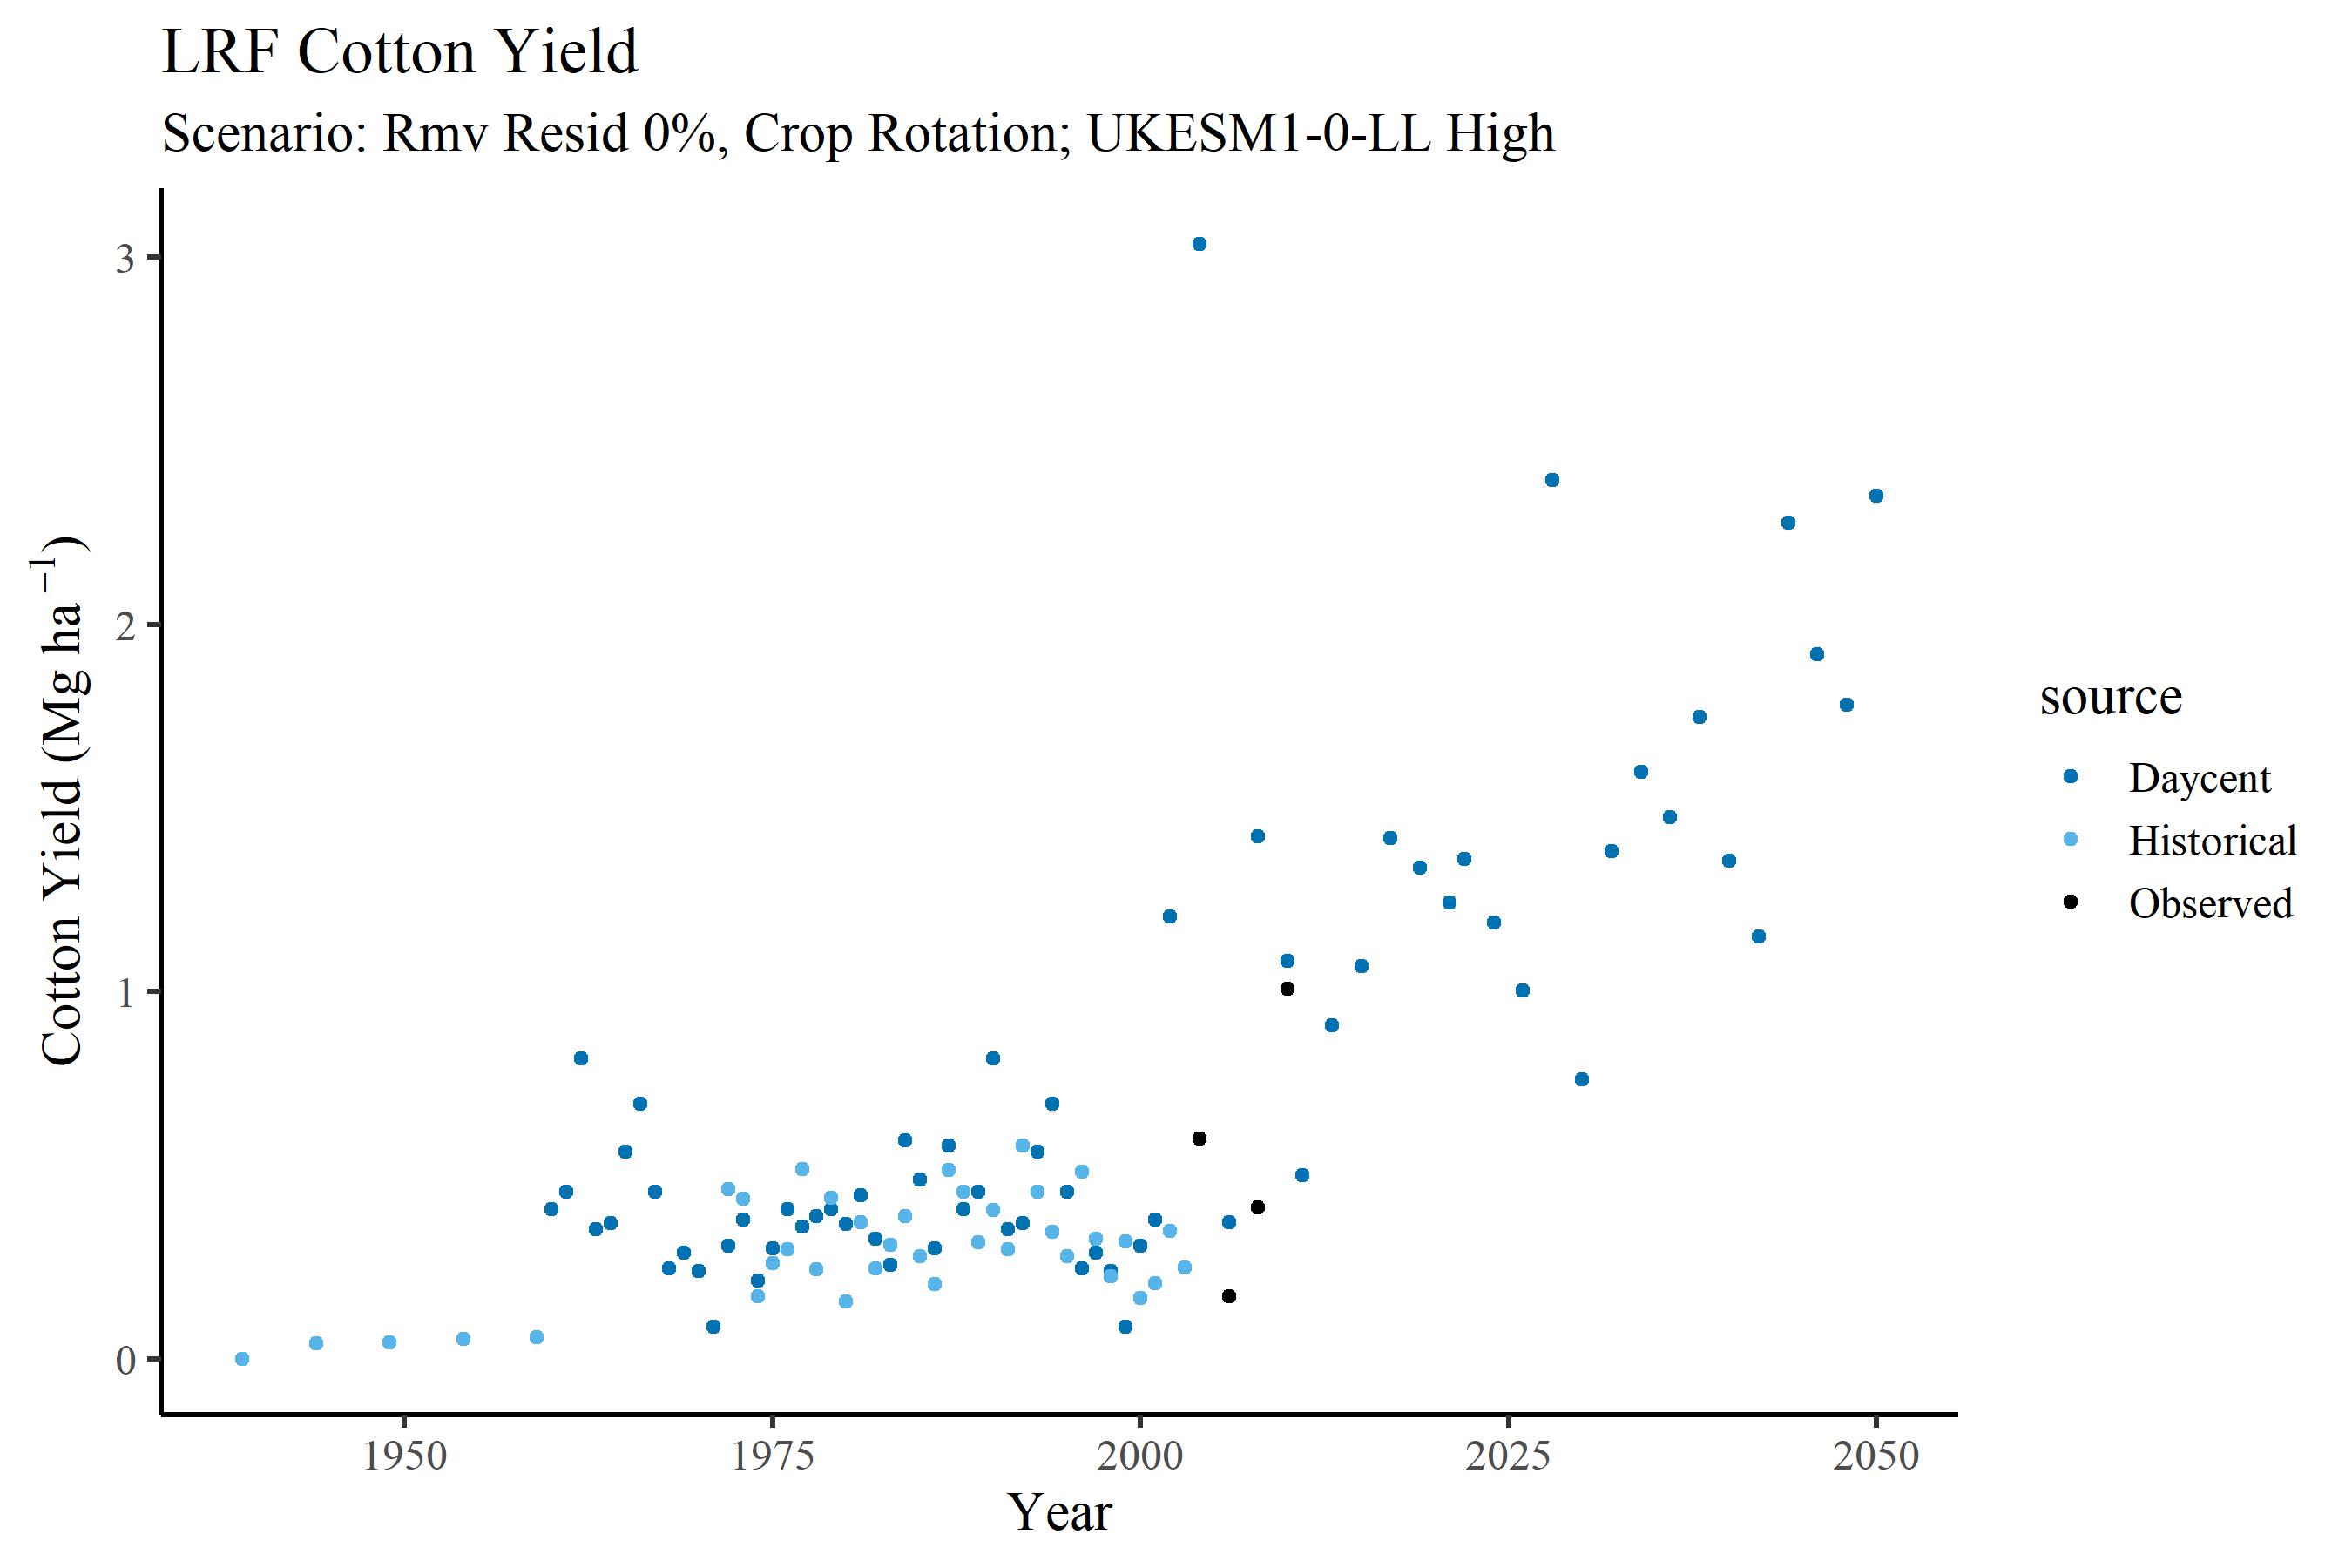 LRF Cotton Yield
Scenario: Rmv Resid 0%, Crop Rotation; UKESM1-0-LL High
Cotton Yield (Mg ha⁻¹)
3
2
1
0
1950 1975 2000 2025 2050
Year
source
Daycent
Historical
Observed